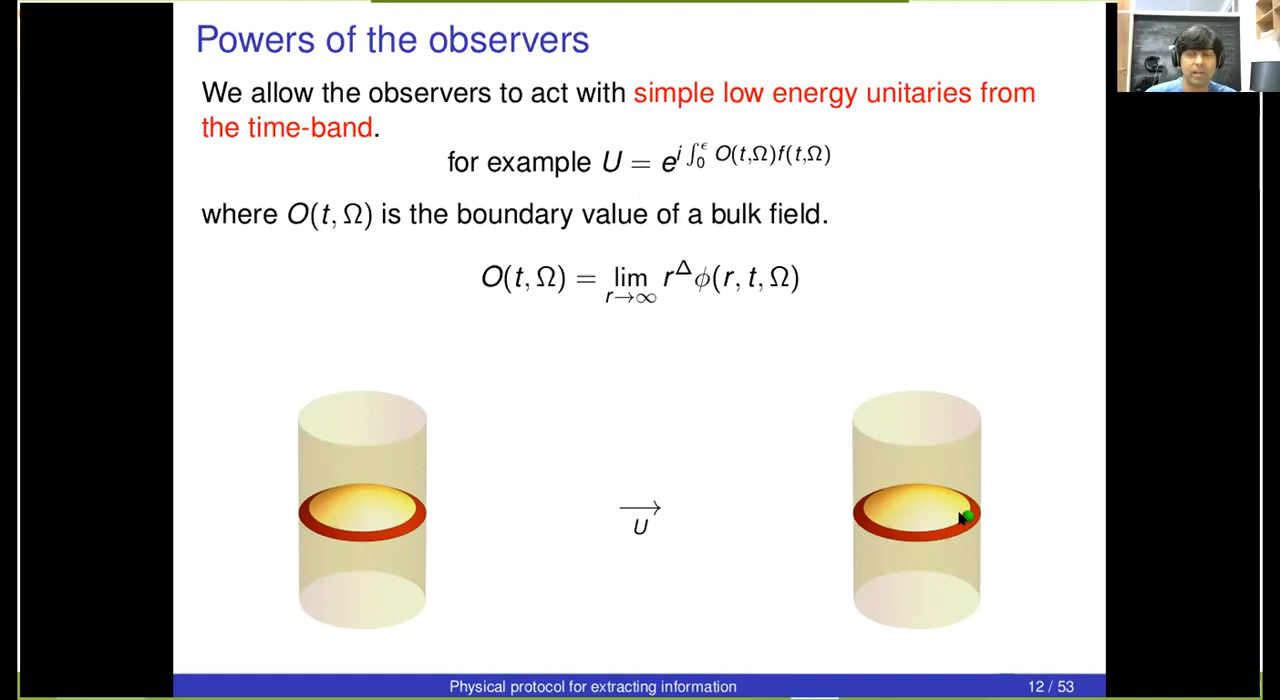 Powers of the observers
We allow the observers to act with simple low energy unitaries from
the time-band.
for example U = e^{i ∫_0^ϵ O(t,Ω)f(t,Ω)}
where O(t, Ω) is the boundary value of a bulk field.
O(t, Ω) = lim_{r→∞} r^Δ ϕ(r, t, Ω)
→
U
Physical protocol for extracting information 12 / 53